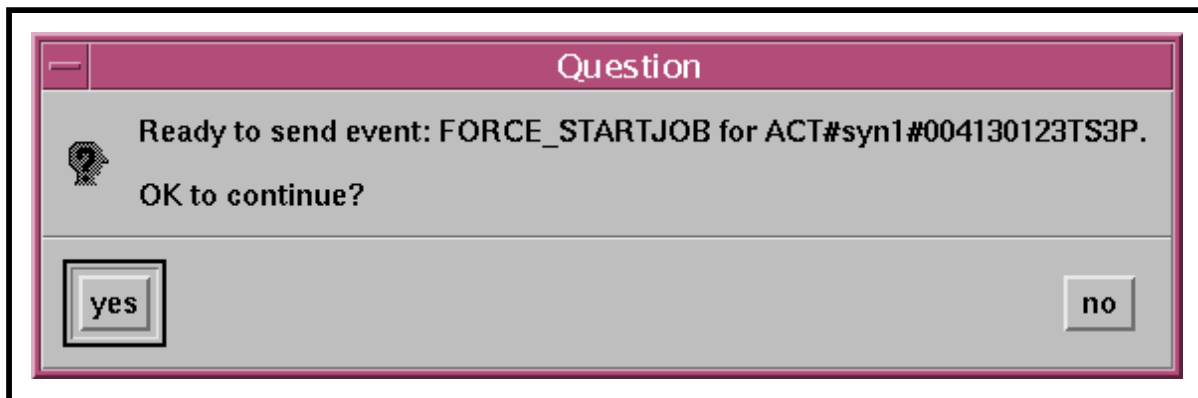 Question
Ready to send event: FORCE_STARTJOB for ACT#syn1#004130123TS3P.
OK to continue?
yes
no